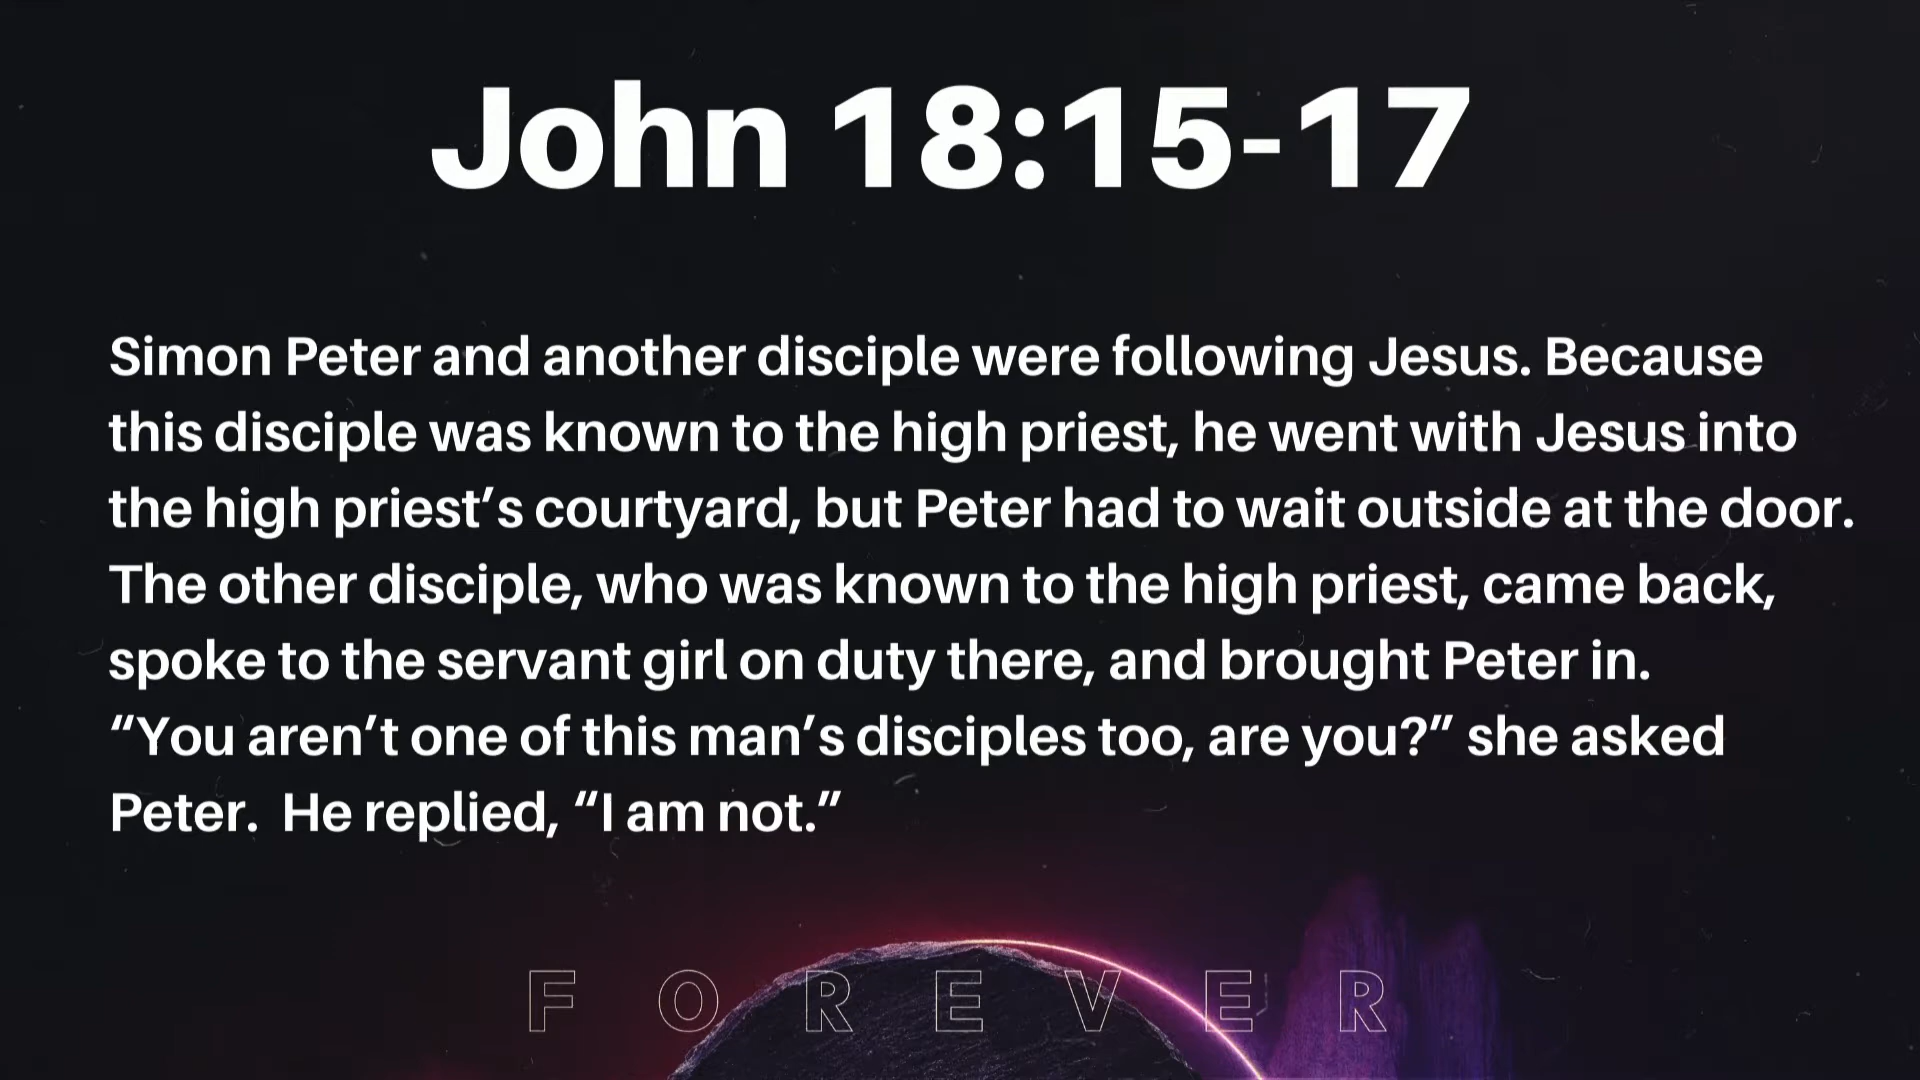 John 18:15-17
Simon Peter and another disciple were following Jesus. Because
this disciple was known to the high priest, he went with Jesus into
the high priest’s courtyard, but Peter had to wait outside at the door.
The other disciple, who was known to the high priest, came back,
spoke to the servant girl on duty there, and brought Peter in.
“You aren’t one of this man’s disciples too, are you?” she asked
Peter.  He replied, “I am not.”
FOREVER